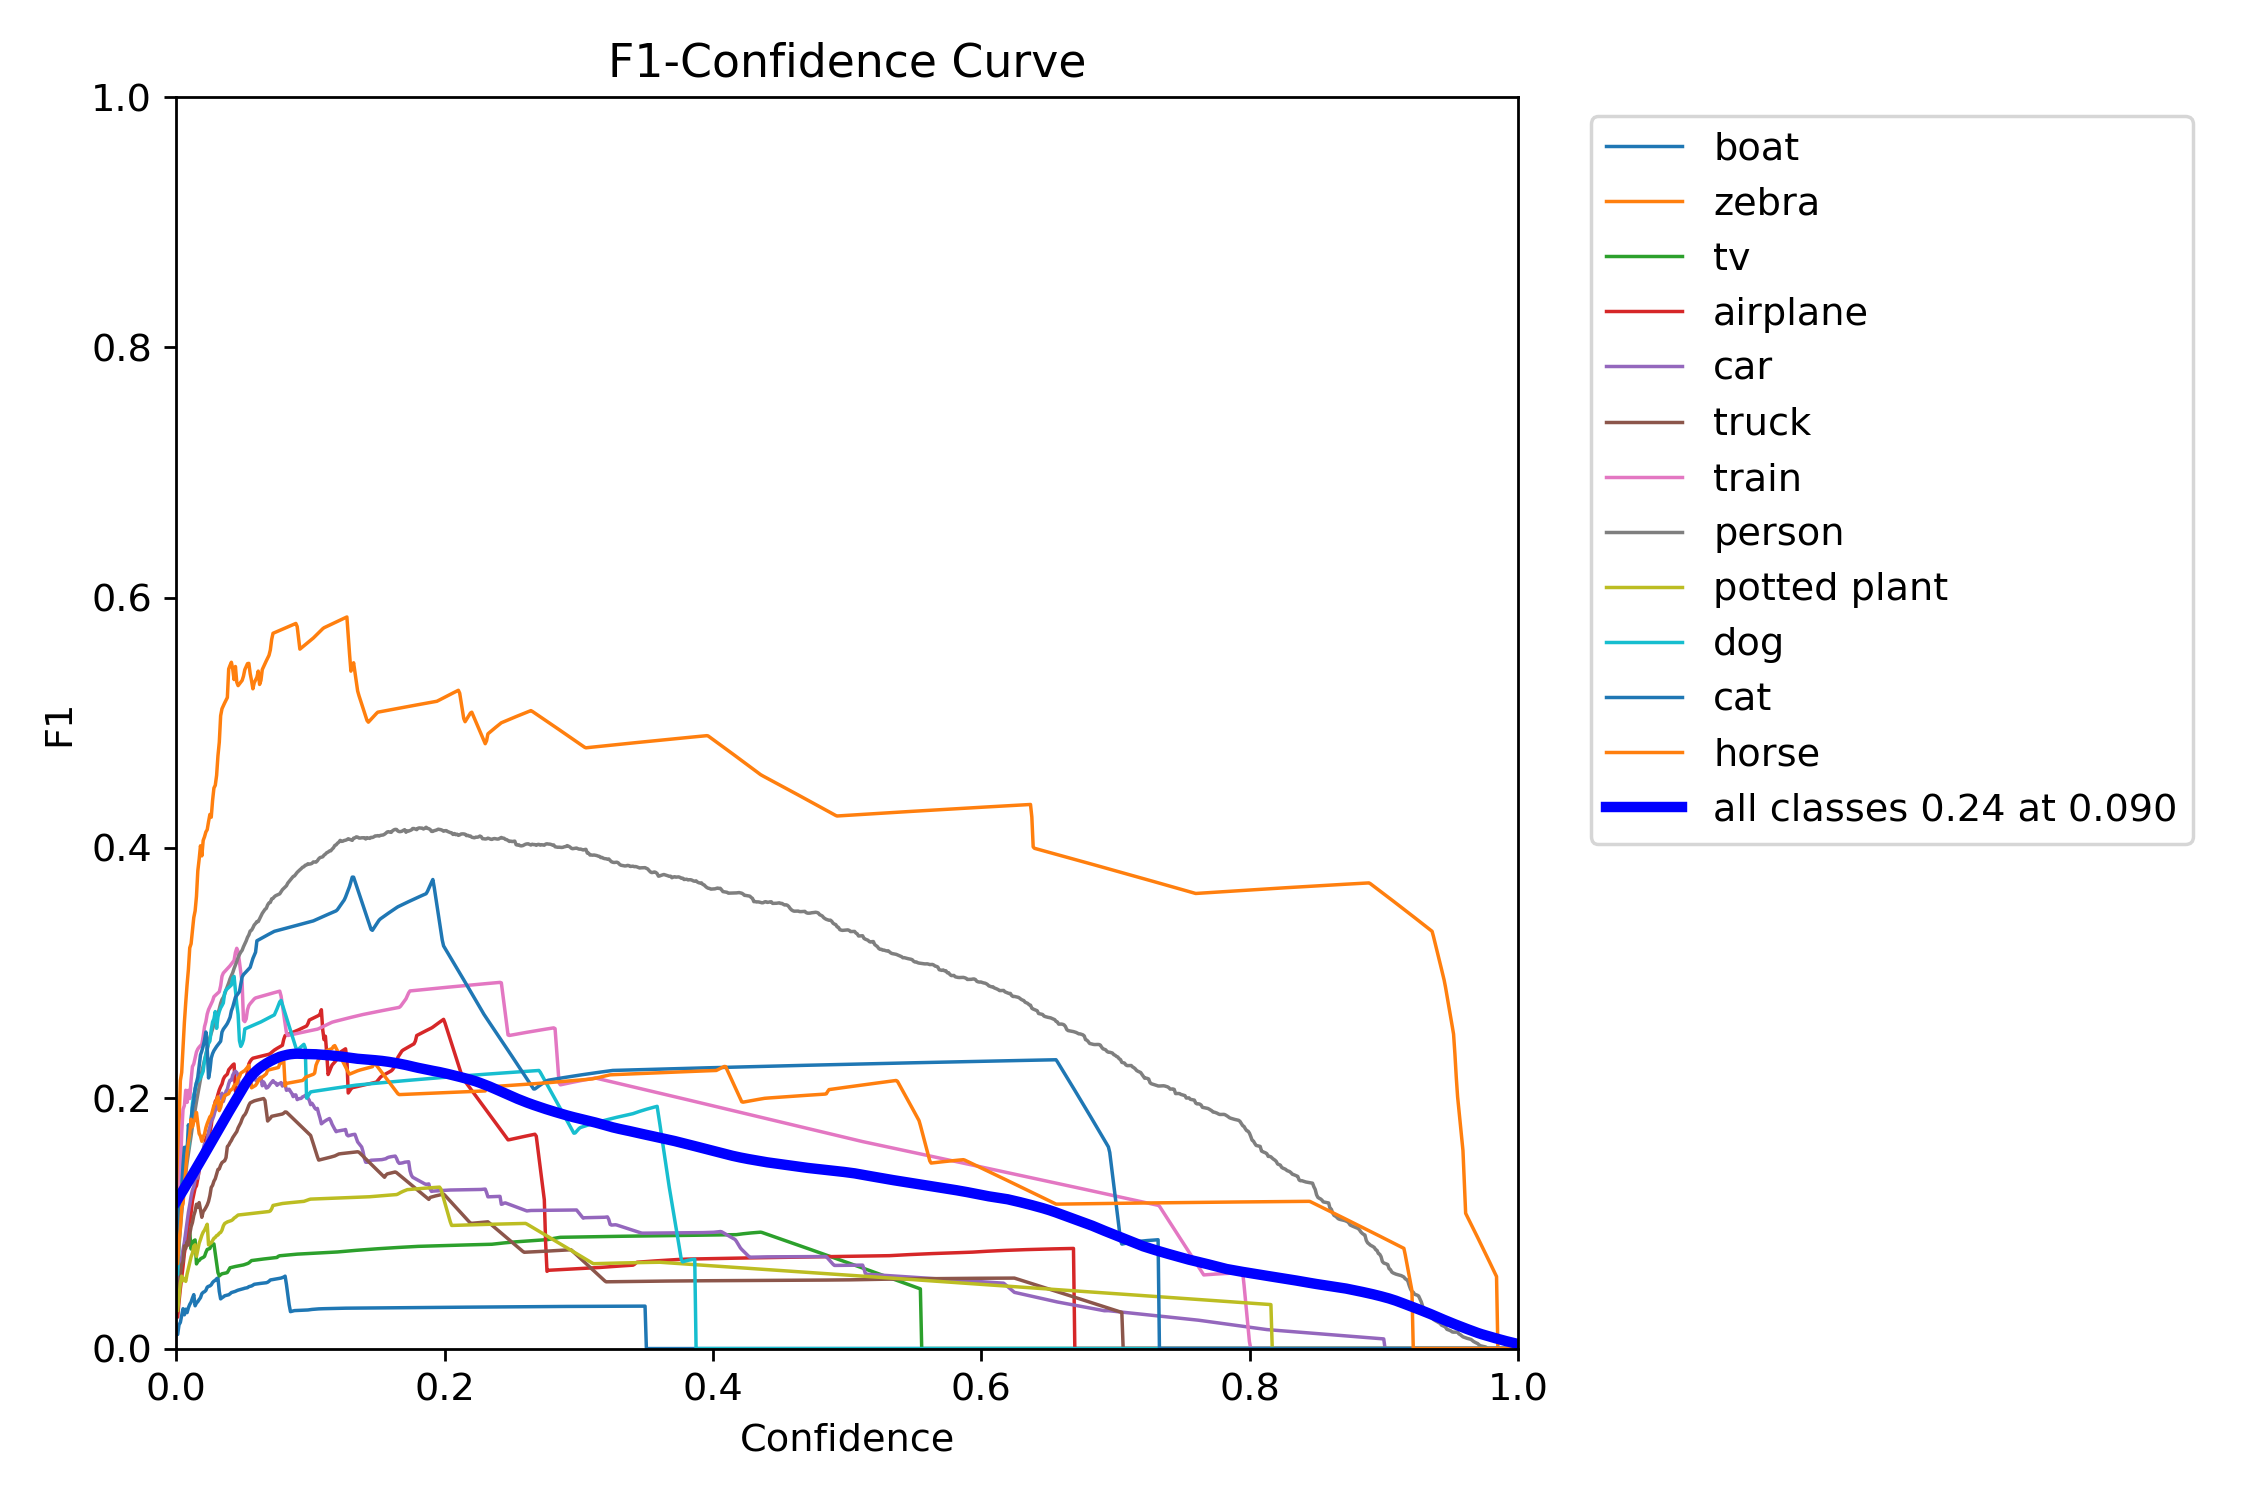 F1-Confidence Curve
1.0
0.8
0.6
0.4
0.2
0.0
F1
0.0 0.2 0.4 0.6 0.8 1.0
Confidence
boat
zebra
tv
airplane
car
truck
train
person
potted plant
dog
cat
horse
all classes 0.24 at 0.090